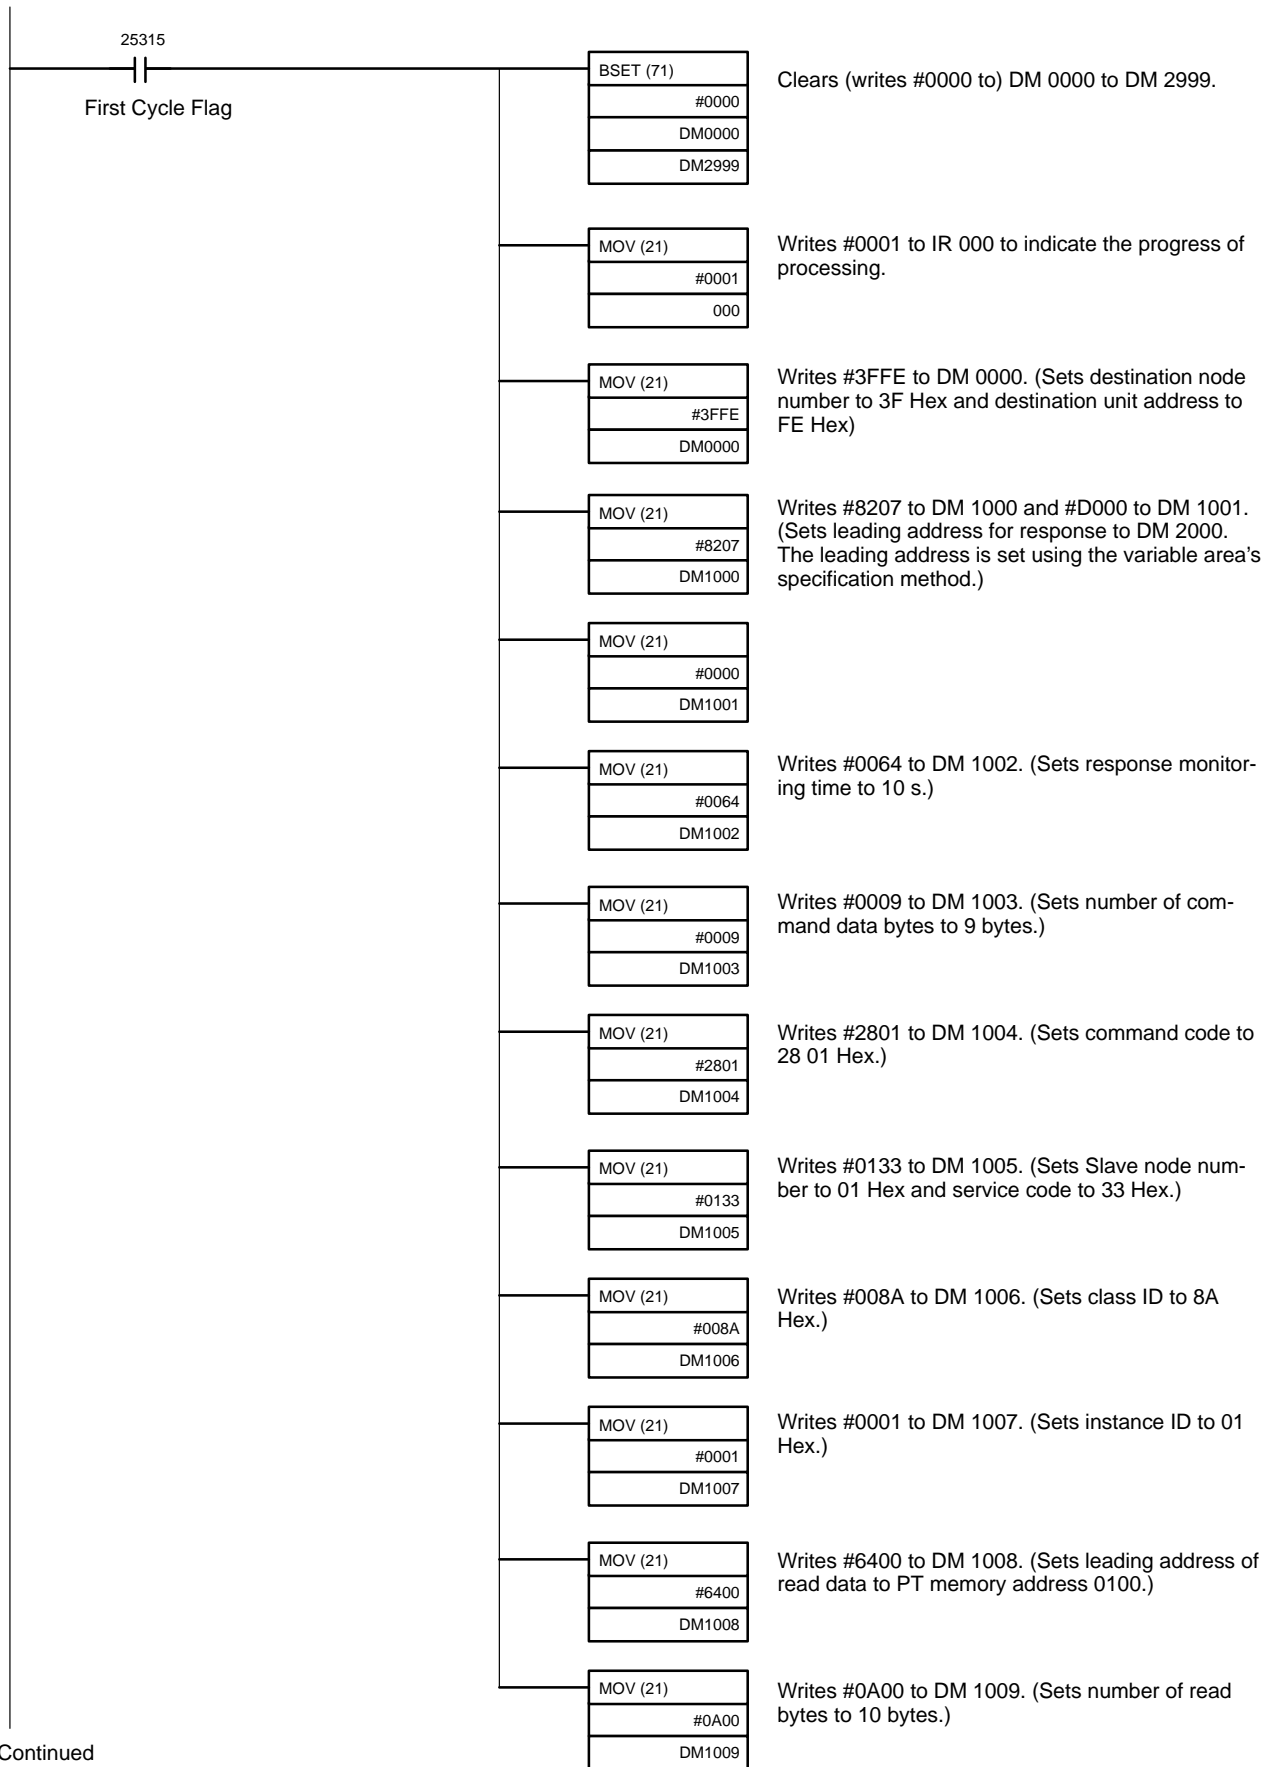 25315
First Cycle Flag
BSET (71)
#0000
DM0000
DM2999
Clears (writes #0000 to) DM 0000 to DM 2999.
MOV (21)
#0001
000
Writes #0001 to IR 000 to indicate the progress of
processing.
MOV (21)
#3FFE
DM0000
Writes #3FFE to DM 0000. (Sets destination node
number to 3F Hex and destination unit address to
FE Hex)
MOV (21)
#8207
DM1000
Writes #8207 to DM 1000 and #D000 to DM 1001.
(Sets leading address for response to DM 2000.
The leading address is set using the variable area's
specification method.)
MOV (21)
#0000
DM1001
MOV (21)
#0064
DM1002
Writes #0064 to DM 1002. (Sets response monitor-
ing time to 10 s.)
MOV (21)
#0009
DM1003
Writes #0009 to DM 1003. (Sets number of com-
mand data bytes to 9 bytes.)
MOV (21)
#2801
DM1004
Writes #2801 to DM 1004. (Sets command code to
28 01 Hex.)
MOV (21)
#0133
DM1005
Writes #0133 to DM 1005. (Sets Slave node num-
ber to 01 Hex and service code to 33 Hex.)
MOV (21)
#008A
DM1006
Writes #008A to DM 1006. (Sets class ID to 8A
Hex.)
MOV (21)
#0001
DM1007
Writes #0001 to DM 1007. (Sets instance ID to 01
Hex.)
MOV (21)
#6400
DM1008
Writes #6400 to DM 1008. (Sets leading address of
read data to PT memory address 0100.)
MOV (21)
#0A00
DM1009
Writes #0A00 to DM 1009. (Sets number of read
bytes to 10 bytes.)
Continued